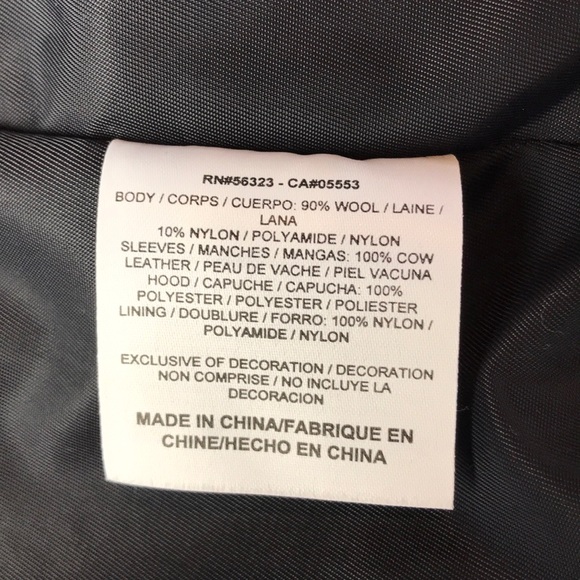 RN#56323 - CA#05553
BODY / CORPS / CUERPO: 90% WOOL / LAINE /
LANA
10% NYLON / POLYAMIDE / NYLON
SLEEVES / MANCHES / MANGAS: 100% COW
LEATHER / PEAU DE VACHE / PIEL VACUNA
HOOD / CAPUCHE / CAPUCHA: 100%
POLYESTER / POLYESTER / POLIESTER
LINING / DOUBLURE / FORRO: 100% NYLON /
POLYAMIDE / NYLON
EXCLUSIVE OF DECORATION / DECORATION
NON COMPRISE / NO INCLUYE LA
DECORACION
MADE IN CHINA/FABRIQUE EN
CHINE/HECHO EN CHINA